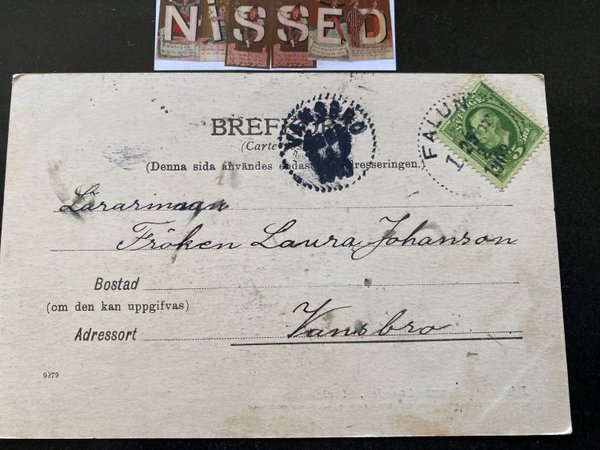 NISSED
BREFKORT
(Carte
(Denna sida användes endast adresseringen.
FALUN
Lärarinnan
Fröken Laura Johanson
Bostad
(om den kan uppgifvas)
Vansbro
Adressort
9379